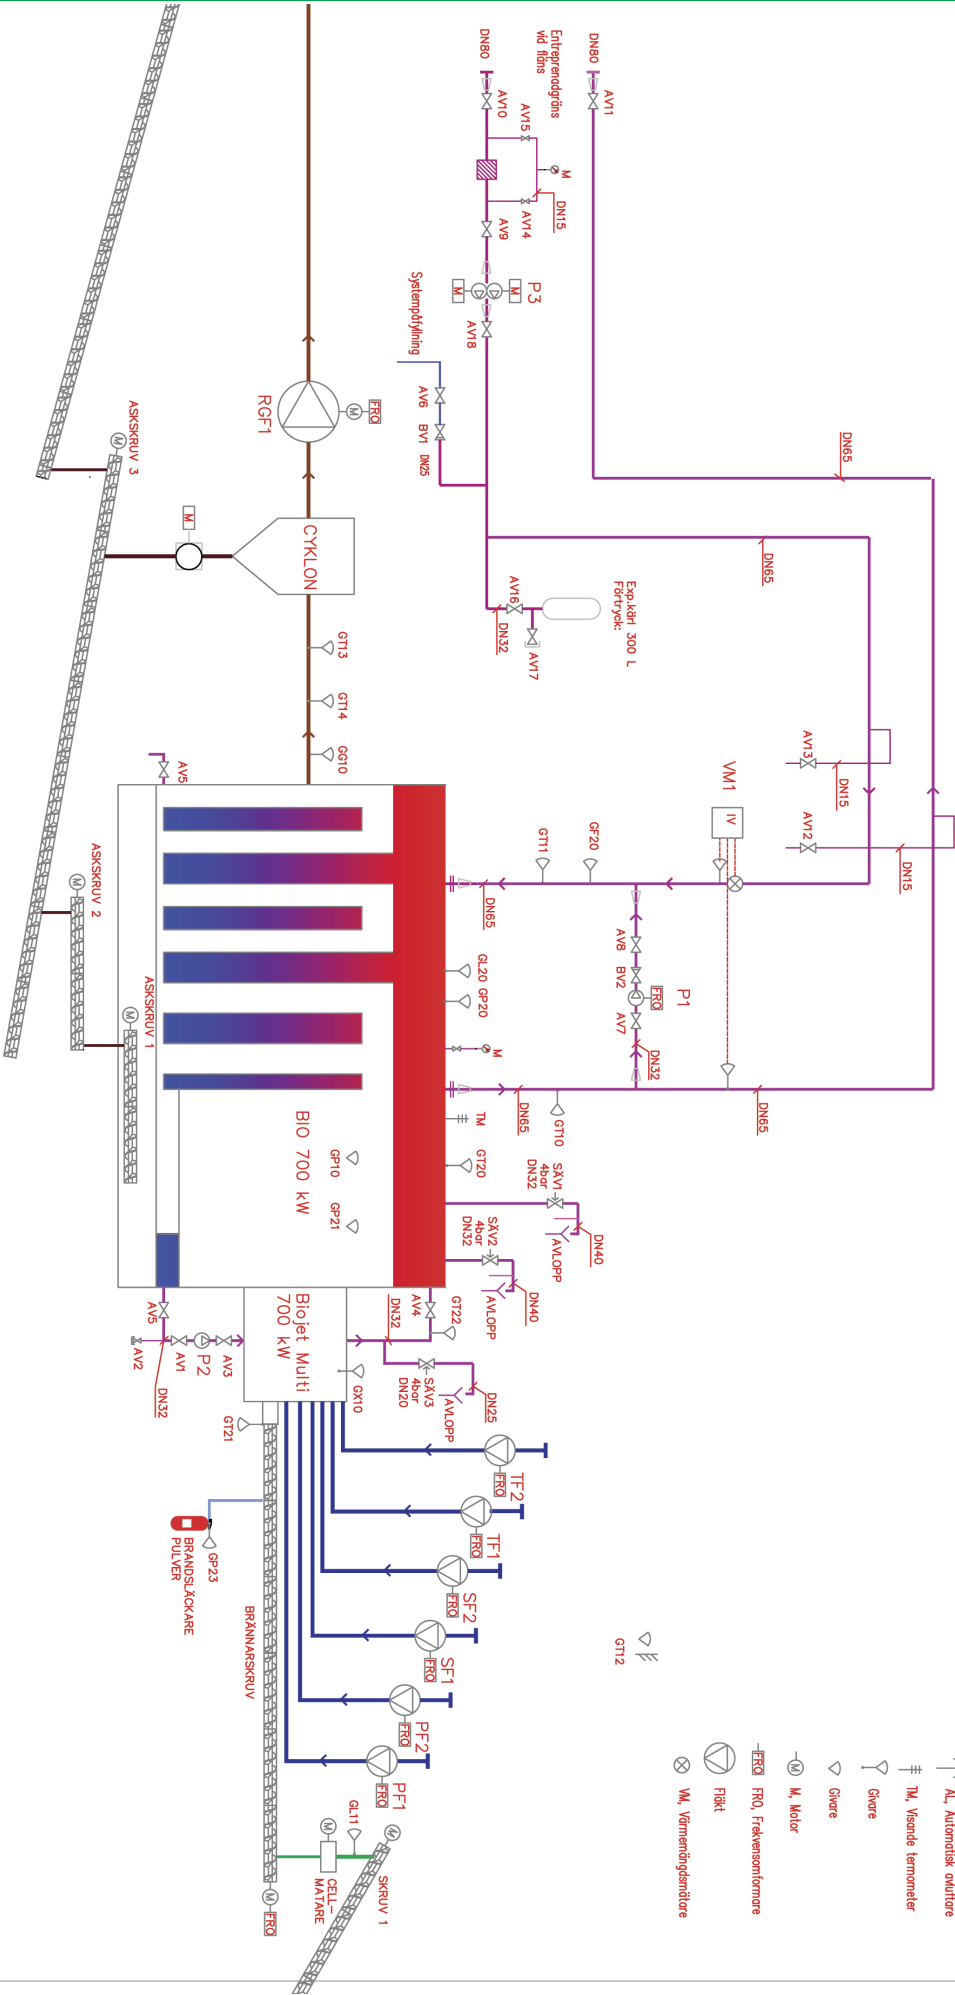 DN80
Entreprenadgräns
vid fläns
DN80
AV10
AV11
AV15
M
DN15
AV14
AV9
P3
M
M
Systempåfyllning
AV18
AV6
BV1
DN25
RGF1
M
FRO
ASKSKRUV 3
M
DN65
M
CYKLON
DN65
Exp.kärl 300 L
Förtryck:
AV16
DN32
AV17
GT13
GT14
GG10
AV5
AV13
DN15
AV12
DN15
VM1
IV
GT11
GF20
DN65
ASKSKRUV 2
M
ASKSKRUV 1
M
GL20
GP20
M
AV8
BV2
P1
FRO
AV7
DN32
DN65
GT10
DN65
TM
GT20
BIO 700 kW
GP10
GP21
SÄV1
4bar
DN32
DN40
AVLOPP
SÄV2
4bar
DN32
DN40
AVLOPP
AV5
AV2
AV1
P2
AV3
DN32
Biojet Multi
700 kW
DN32
AV4
GT22
GX10
SÄV3
4bar
DN20
DN25
AVLOPP
GT21
TF2
FRO
TF1
FRO
SF2
FRO
SF1
FRO
PF2
FRO
PF1
FRO
GP23
BRANDSLÄCKARE
PULVER
BRÄNNARSKRUV
GT12
GL11
M
M
CELL-
MATARE
SKRUV 1
M
FRO
AL, Automatisk avluftare
TM, Visande termometer
Givare
Givare
M
M, Motor
FRO
FRO, Frekvensomformare
Fläkt
VM, Värmemängdsmätare